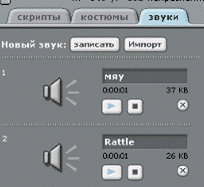 скрипты костюмы звуки
Новый звук: записать Импорт
1
мяу
0:00:01 37 KB
2
Rattle
0:00:01 26 KB